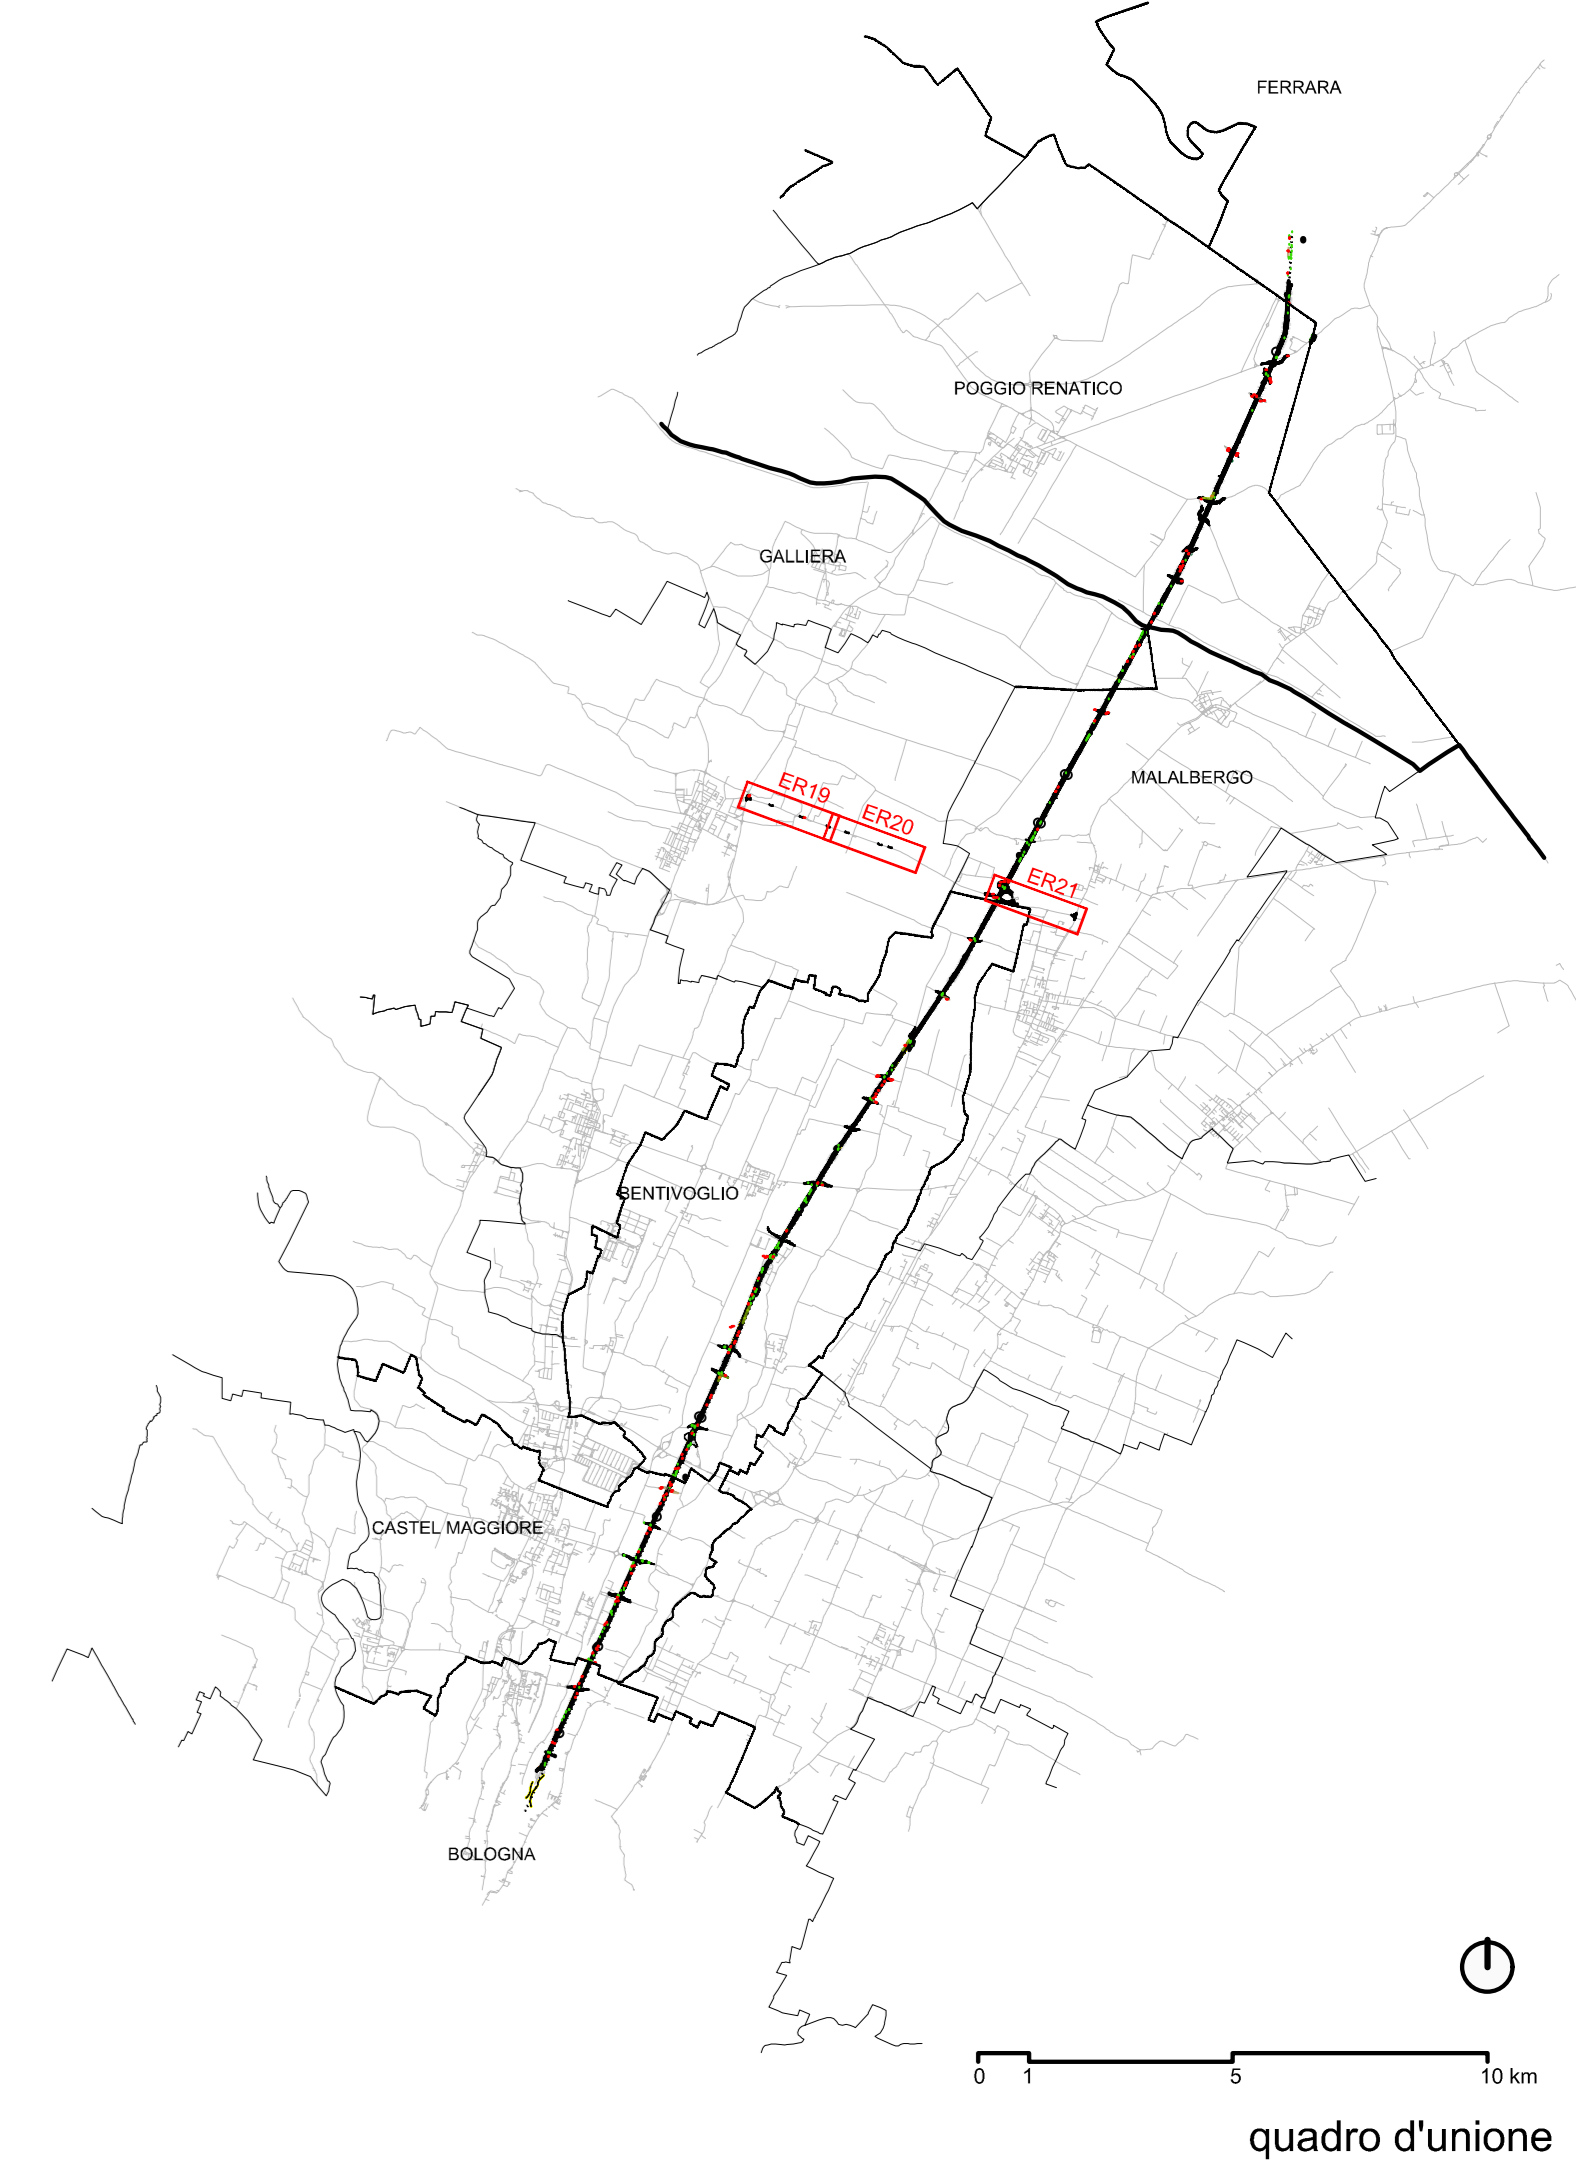 FERRARA
POGGIO RENATICO
GALLIERA
MALALBERGO
ER19
ER20
ER21
BENTIVOGLIO
CASTEL MAGGIORE
BOLOGNA
0 1 5 10 km
quadro d'unione